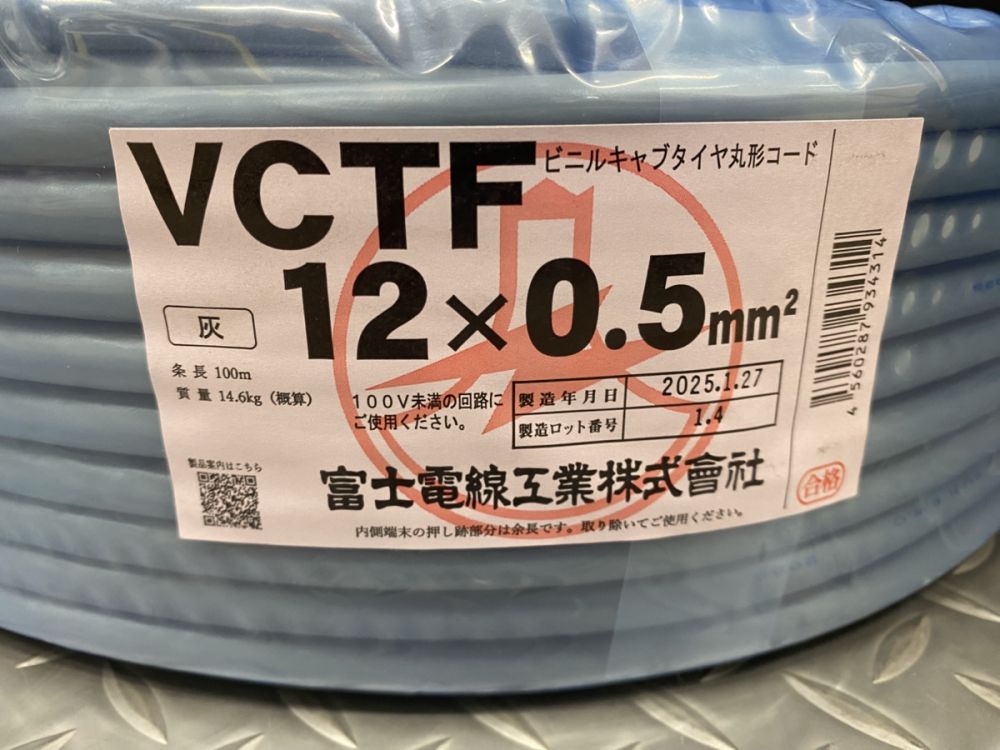 VCTF
ビニルキャブタイヤ丸形コード
12×0.5mm²
灰
条長 100m
質量 14.6kg（概算）
100V未満の回路に
ご使用ください。
製造年月日 2025.1.27
製造ロット番号 1.4
製品案内はこちら
富士電線工業株式會社
内側端末の押し跡部分は余長です。取り除いてご使用ください。
4560287934314
合格